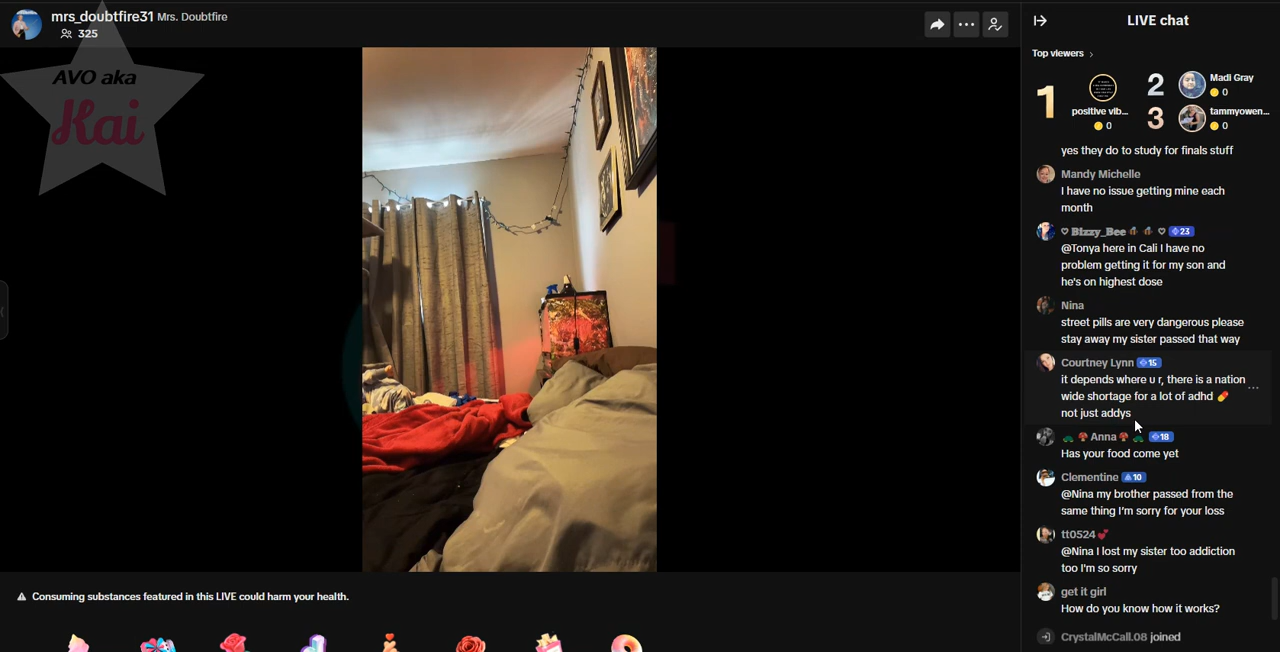 mrs_doubtfire31 Mrs. Doubtfire
325
AVO aka
Kai
LIVE chat
Top viewers
1
positive vib...
0
2
Madi Gray
0
3
tammyowen...
0
yes they do to study for finals stuff
Mandy Michelle
I have no issue getting mine each
month
♡ Bizzy_Bee 🐝 🐝 ♡ 23
@Tonya here in Cali I have no
problem getting it for my son and
he's on highest dose
Nina
street pills are very dangerous please
stay away my sister passed that way
Courtney Lynn 15
it depends where u r, there is a nation
wide shortage for a lot of adhd 💊
not just addys
...
🐢 🍄 Anna 🍄 🐢 18
Has your food come yet
Clementine 10
@Nina my brother passed from the
same thing I'm sorry for your loss
tt0524 💕
@Nina I lost my sister too addiction
too I'm so sorry
get it girl
How do you know how it works?
CrystalMcCall.08 joined
Consuming substances featured in this LIVE could harm your health.